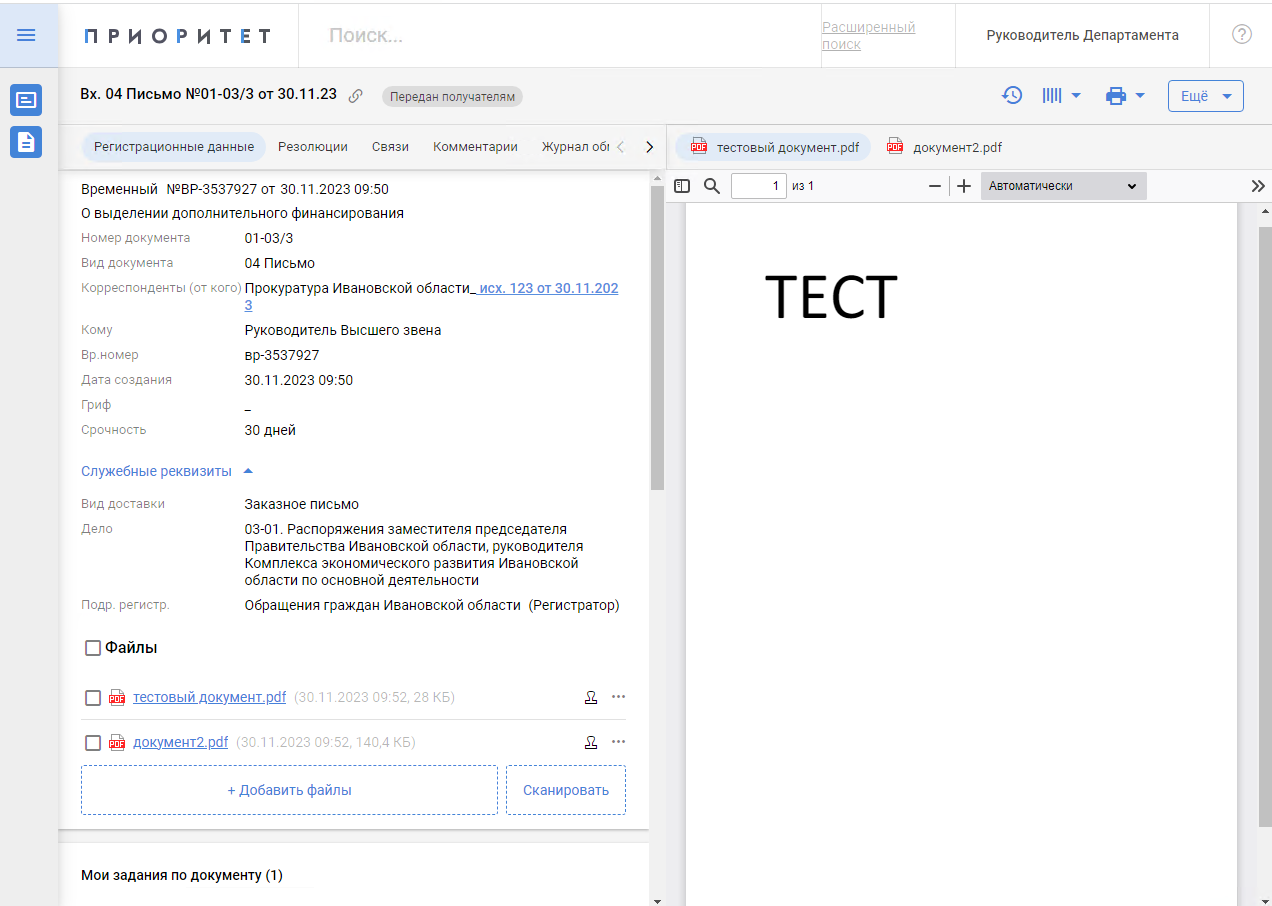 ПРИОРИТЕТ
Поиск...
Расширенный
поиск
Руководитель Департамента
Вх. 04 Письмо №01-03/3 от 30.11.23
Передан получателям
Ещё
Регистрационные данные
Резолюции
Связи
Комментарии
Журнал обм
тестовый документ.pdf
документ2.pdf
1
из 1
Автоматически
Временный №ВР-3537927 от 30.11.2023 09:50
О выделении дополнительного финансирования
Номер документа 01-03/3
Вид документа 04 Письмо
Корреспонденты (от кого) Прокуратура Ивановской области_ исх. 123 от 30.11.202
3
Кому Руководитель Высшего звена
Вр.номер вр-3537927
Дата создания 30.11.2023 09:50
Гриф _
Срочность 30 дней
Служебные реквизиты
Вид доставки Заказное письмо
Дело 03-01. Распоряжения заместителя председателя
Правительства Ивановской области, руководителя
Комплекса экономического развития Ивановской
области по основной деятельности
Подр. регистр. Обращения граждан Ивановской области (Регистратор)
Файлы
тестовый документ.pdf (30.11.2023 09:52, 28 КБ)
документ2.pdf (30.11.2023 09:52, 140,4 КБ)
+ Добавить файлы
Сканировать
Мои задания по документу (1)
ТЕСТ